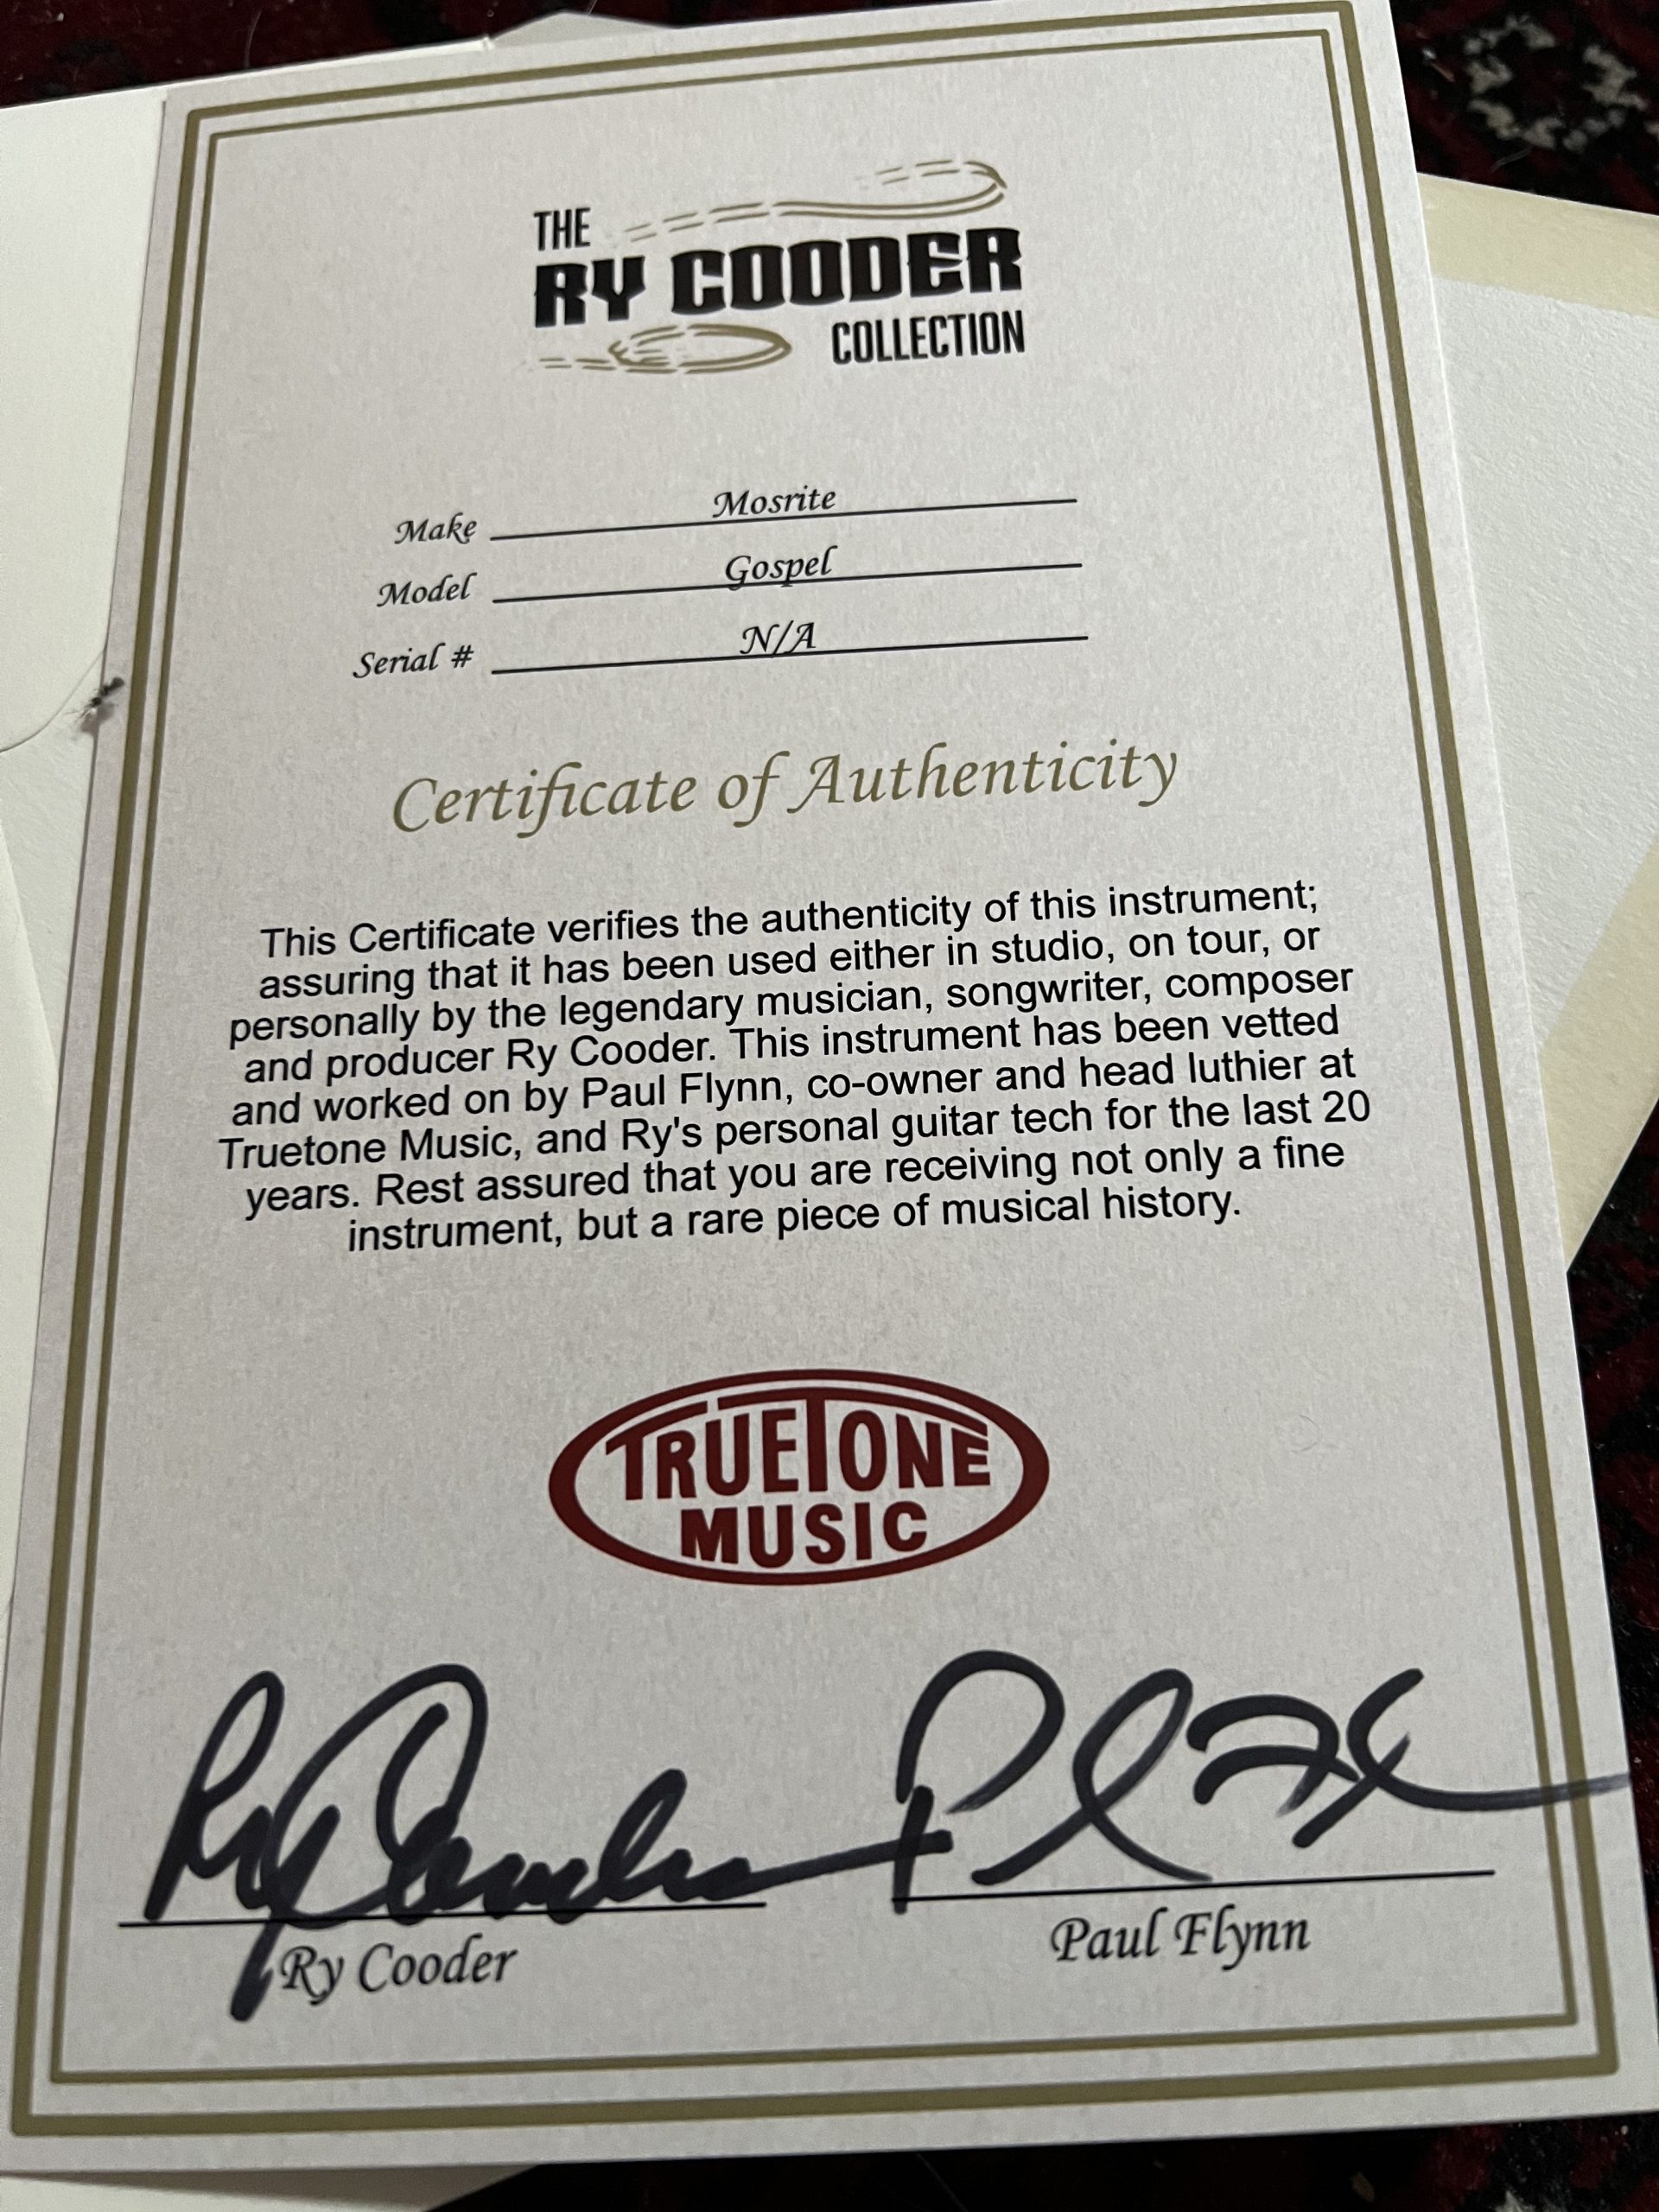 THE
RY COODER
COLLECTION
Make Mosrite
Model Gospel
Serial # N/A
Certificate of Authenticity
This Certificate verifies the authenticity of this instrument;
assuring that it has been used either in studio, on tour, or
personally by the legendary musician, songwriter, composer
and producer Ry Cooder. This instrument has been vetted
and worked on by Paul Flynn, co-owner and head luthier at
Truetone Music, and Ry's personal guitar tech for the last 20
years. Rest assured that you are receiving not only a fine
instrument, but a rare piece of musical history.
TRUETONE
MUSIC
Ry Cooder
Ry Cooder Paul Flynn